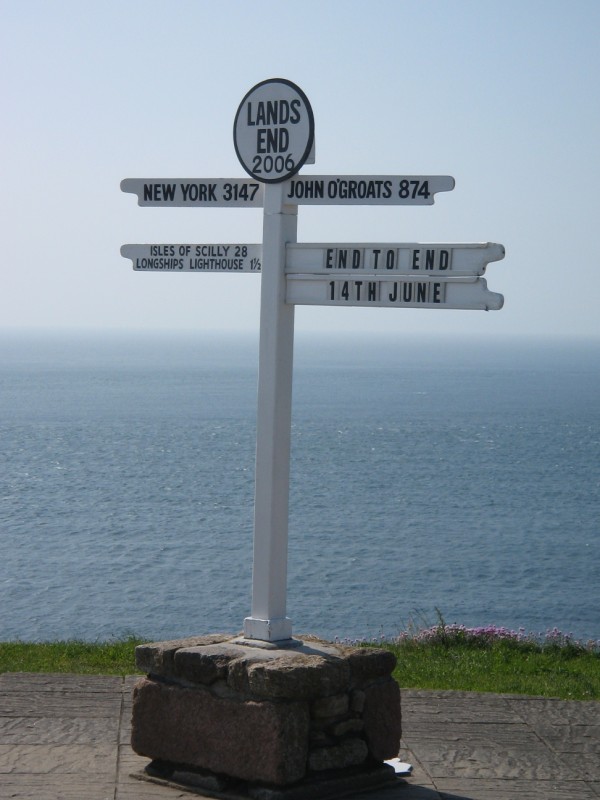 LANDS
END
2006
NEW YORK 3147
JOHN O'GROATS 874
ISLES OF SCILLY 28
LONGSHIPS LIGHTHOUSE 1½
END TO END
14TH JUNE